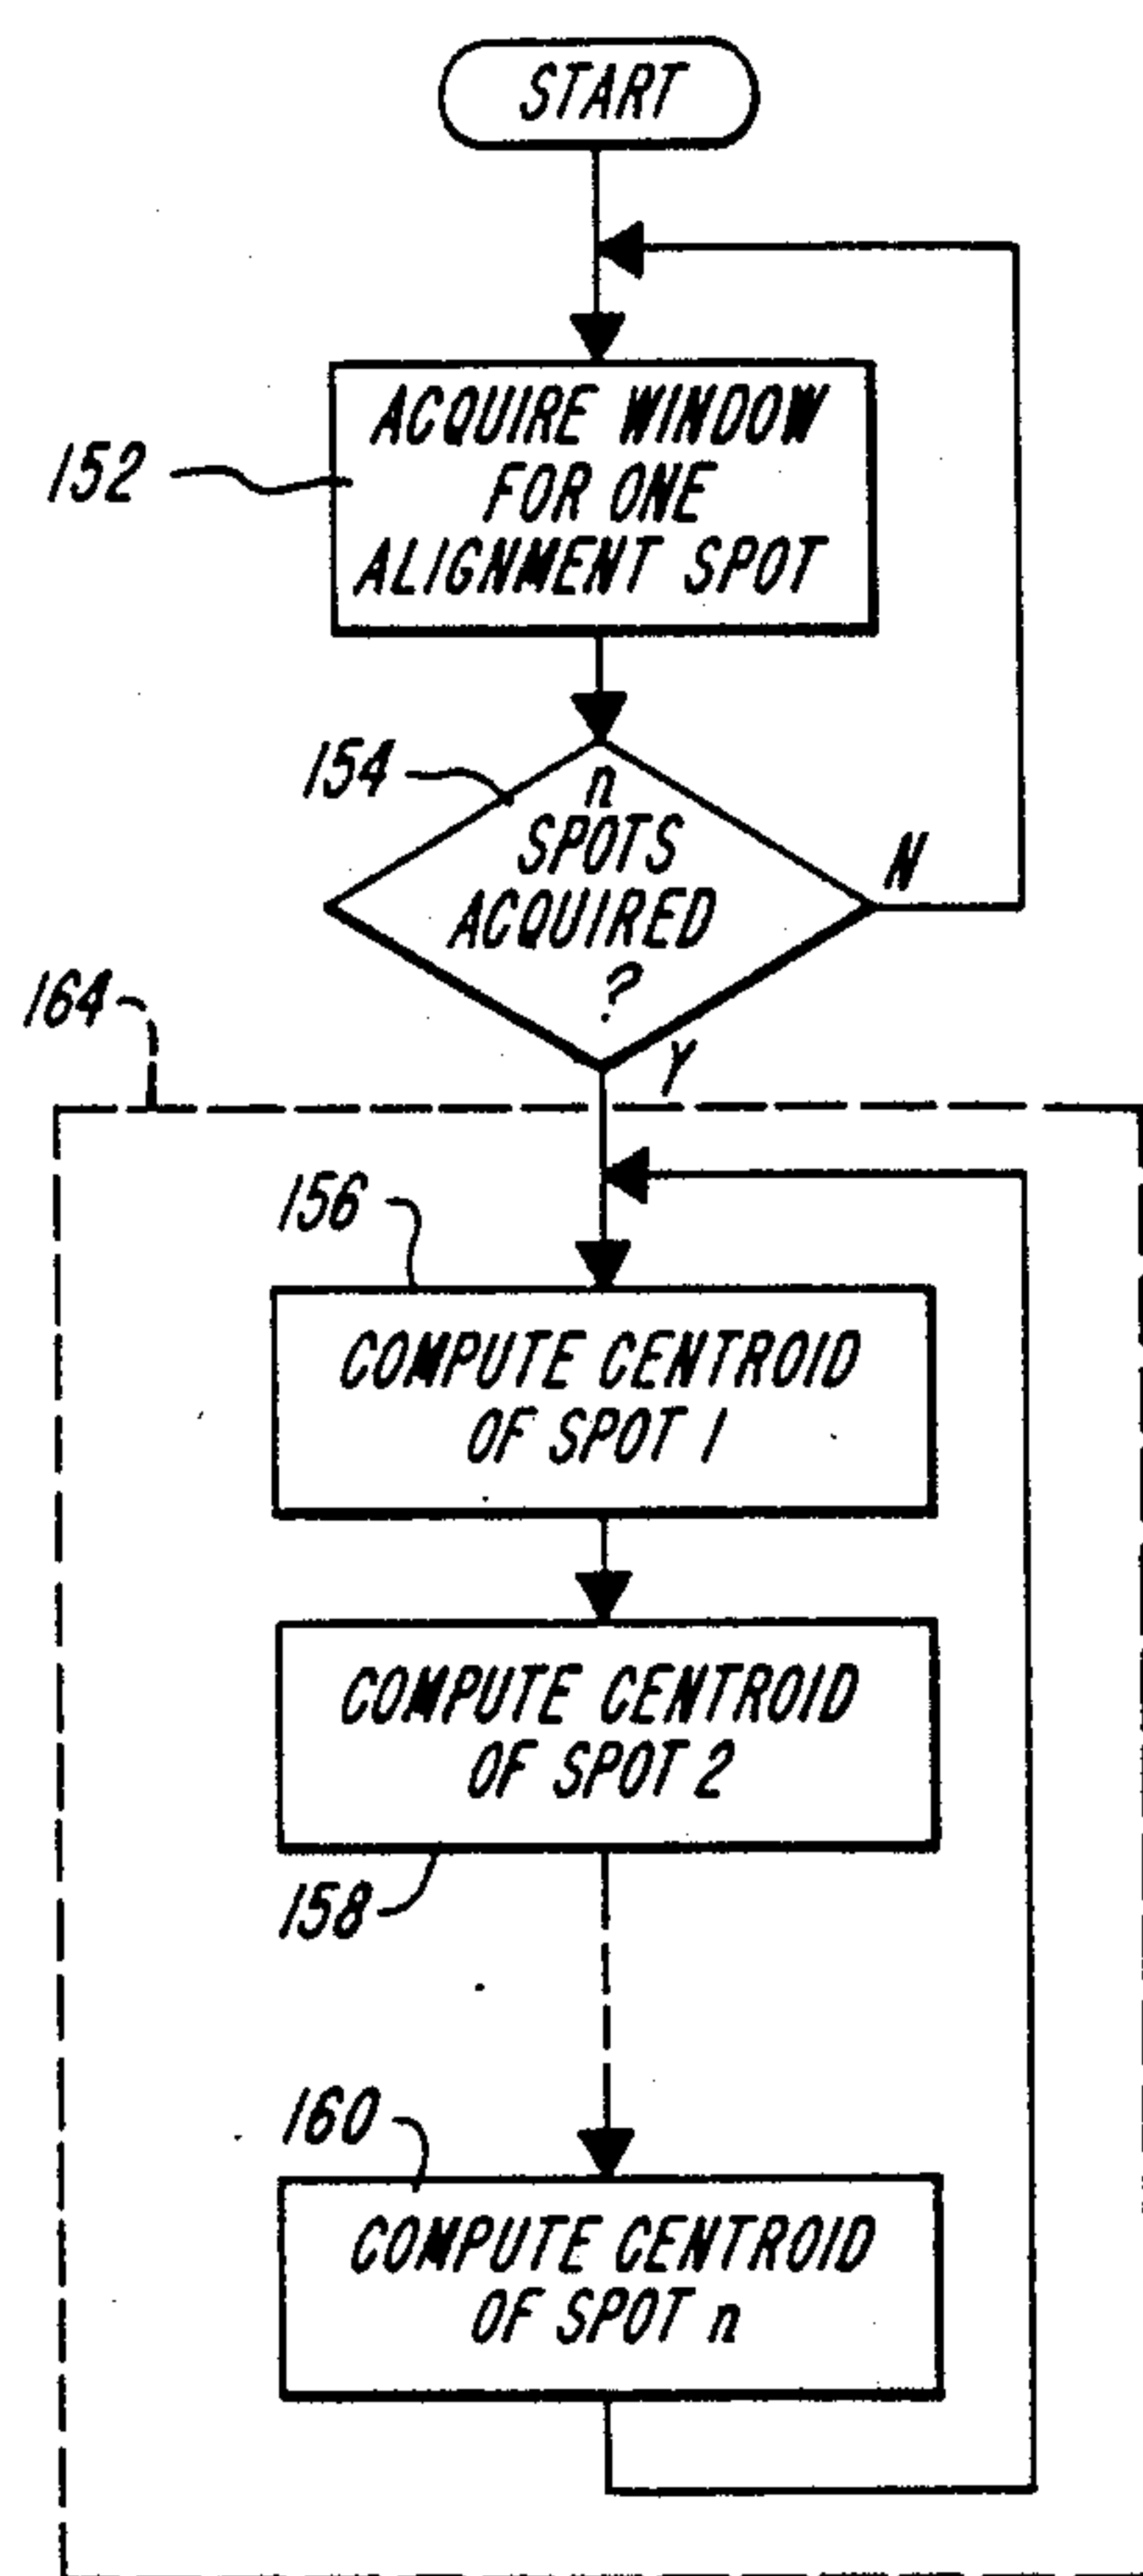 START
ACQUIRE WINDOW
FOR ONE
ALIGNMENT SPOT
152
154
n
SPOTS
ACQUIRED
?
N
Y
164
156
COMPUTE CENTROID
OF SPOT 1
COMPUTE CENTROID
OF SPOT 2
158
160
COMPUTE CENTROID
OF SPOT n